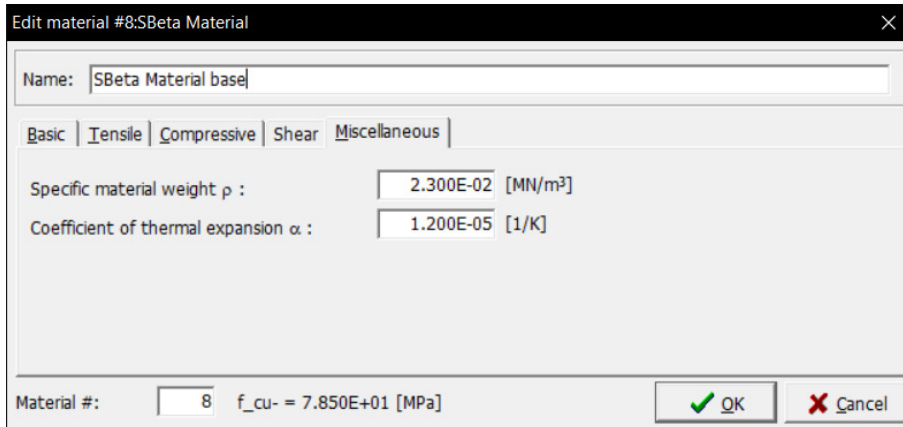 Edit material #8:SBeta Material
Name: SBeta Material base
Basic Tensile Compressive Shear Miscellaneous
Specific material weight ρ : 2.300E-02 [MN/m³]
Coefficient of thermal expansion α : 1.200E-05 [1/K]
Material #: 8 f_cu- = 7.850E+01 [MPa] OK Cancel